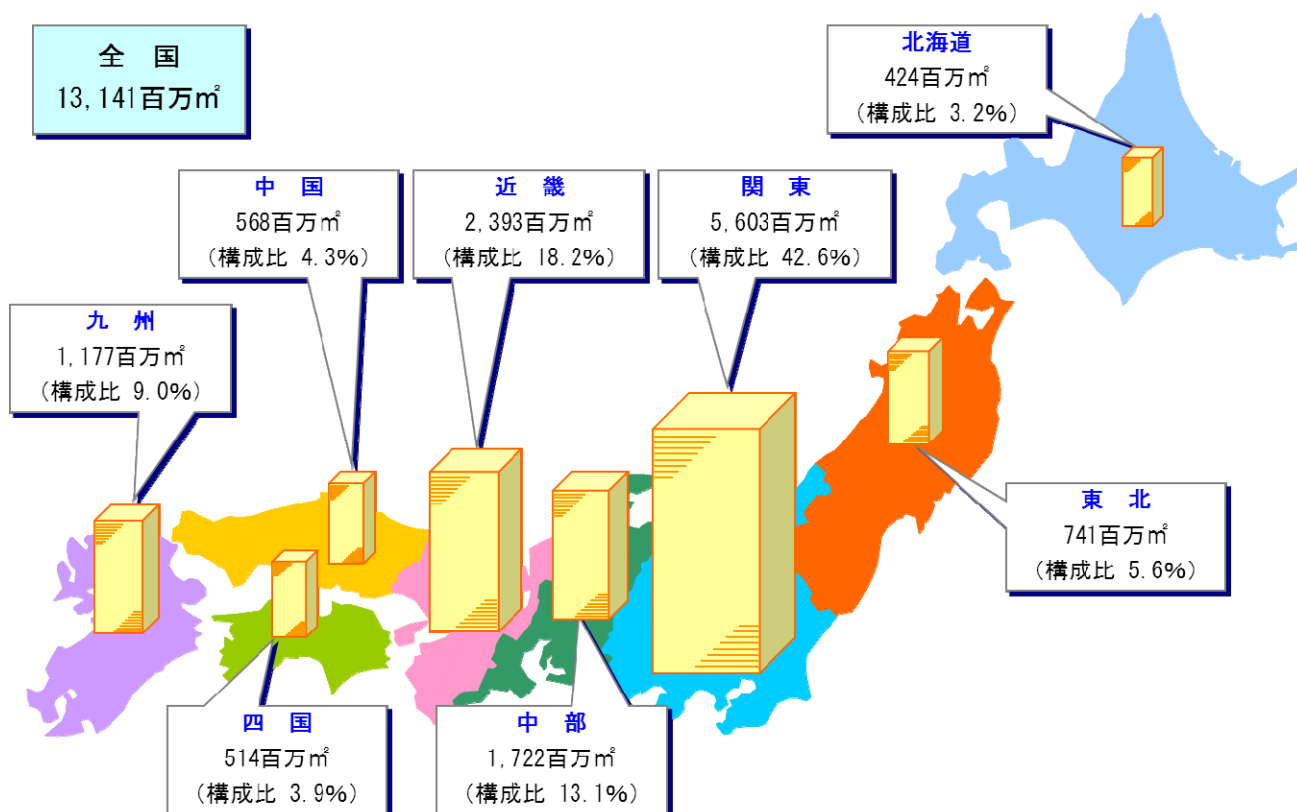 全 国
13,141百万㎡
北海道
424百万㎡
(構成比 3.2%)
中 国
568百万㎡
(構成比 4.3%)
近 畿
2,393百万㎡
(構成比 18.2%)
関 東
5,603百万㎡
(構成比 42.6%)
九 州
1,177百万㎡
(構成比 9.0%)
東 北
741百万㎡
(構成比 5.6%)
四 国
514百万㎡
(構成比 3.9%)
中 部
1,722百万㎡
(構成比 13.1%)